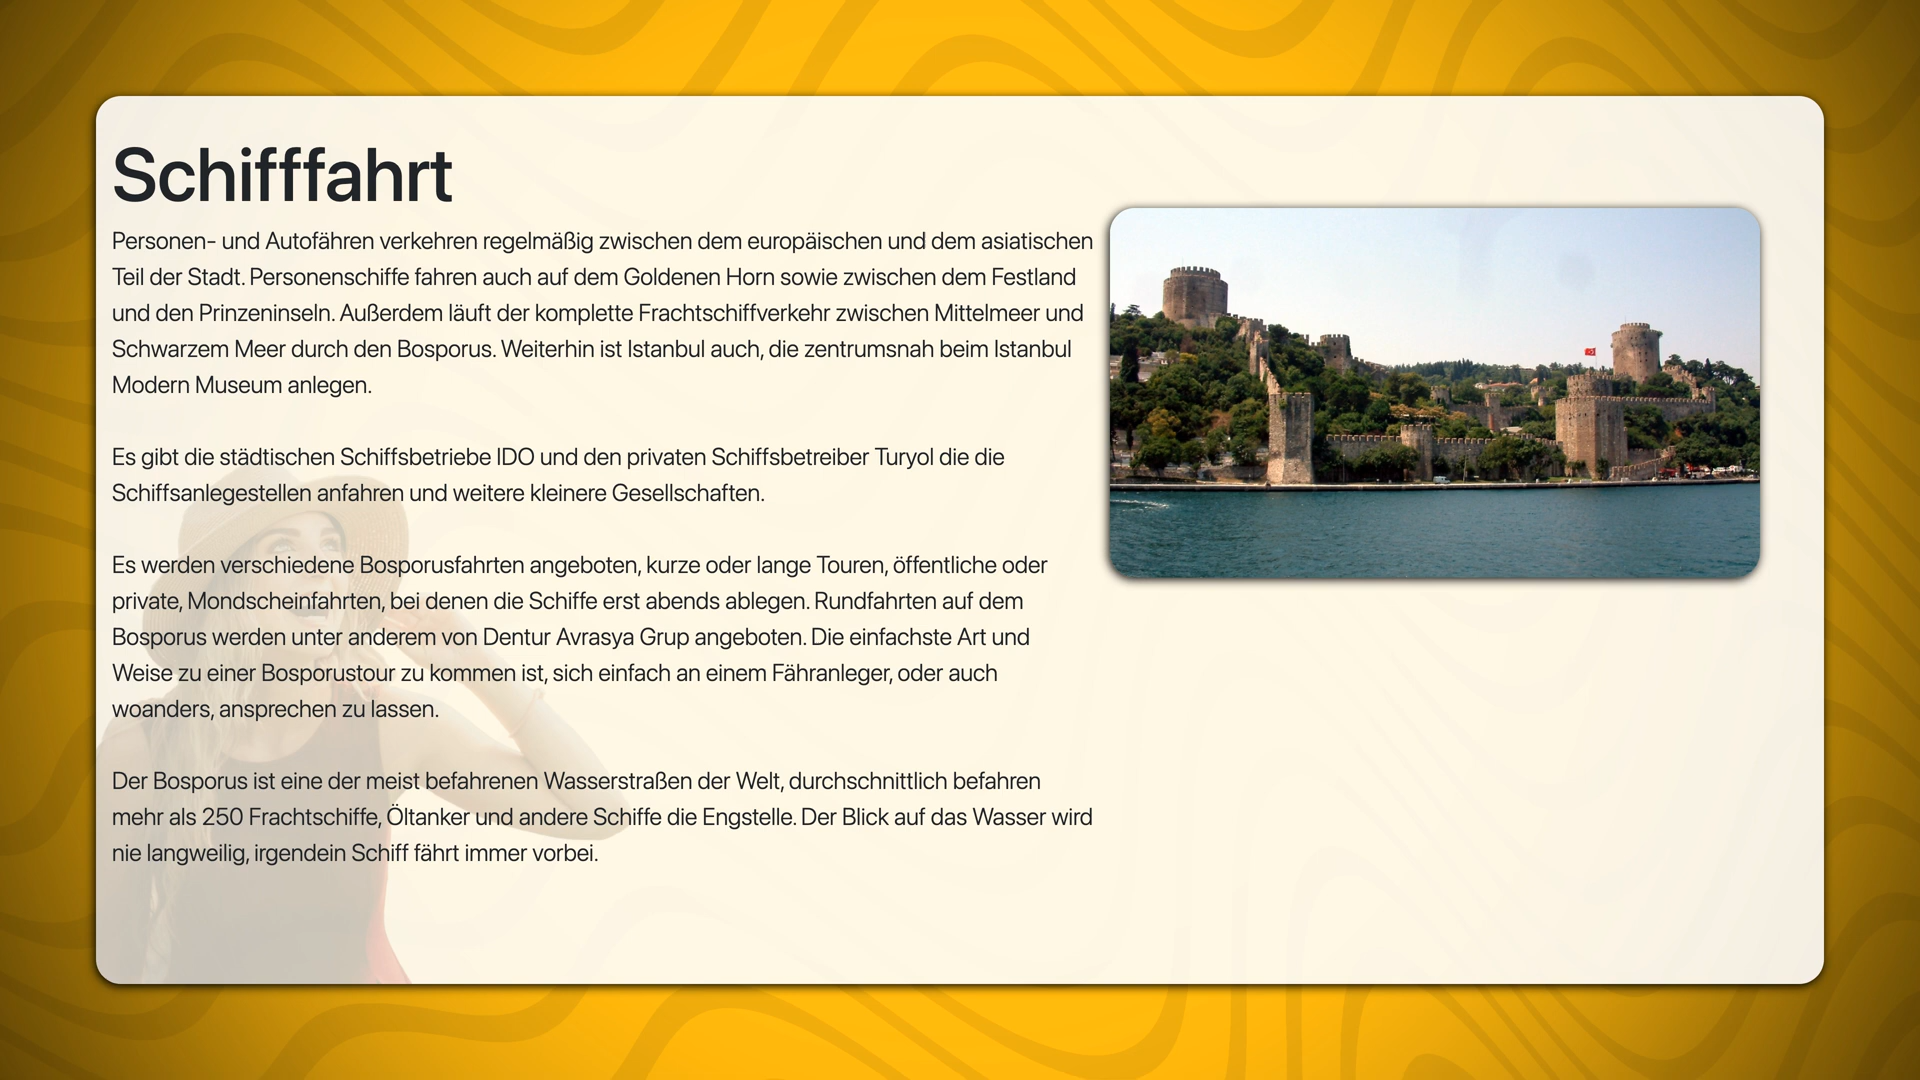 Schifffahrt
Personen- und Autofähren verkehren regelmäßig zwischen dem europäischen und dem asiatischen
Teil der Stadt. Personenschiffe fahren auch auf dem Goldenen Horn sowie zwischen dem Festland
und den Prinzeninseln. Außerdem läuft der komplette Frachtschiffverkehr zwischen Mittelmeer und
Schwarzem Meer durch den Bosporus. Weiterhin ist Istanbul auch, die zentrumsnah beim Istanbul
Modern Museum anlegen.
Es gibt die städtischen Schiffsbetriebe IDO und den privaten Schiffsbetreiber Turyol die die
Schiffsanlegestellen anfahren und weitere kleinere Gesellschaften.
Es werden verschiedene Bosporusfahrten angeboten, kurze oder lange Touren, öffentliche oder
private, Mondscheinfahrten, bei denen die Schiffe erst abends ablegen. Rundfahrten auf dem
Bosporus werden unter anderem von Dentur Avrasya Grup angeboten. Die einfachste Art und
Weise zu einer Bosporustour zu kommen ist, sich einfach an einem Fähranleger, oder auch
woanders, ansprechen zu lassen.
Der Bosporus ist eine der meist befahrenen Wasserstraßen der Welt, durchschnittlich befahren
mehr als 250 Frachtschiffe, Öltanker und andere Schiffe die Engstelle. Der Blick auf das Wasser wird
nie langweilig, irgendein Schiff fährt immer vorbei.